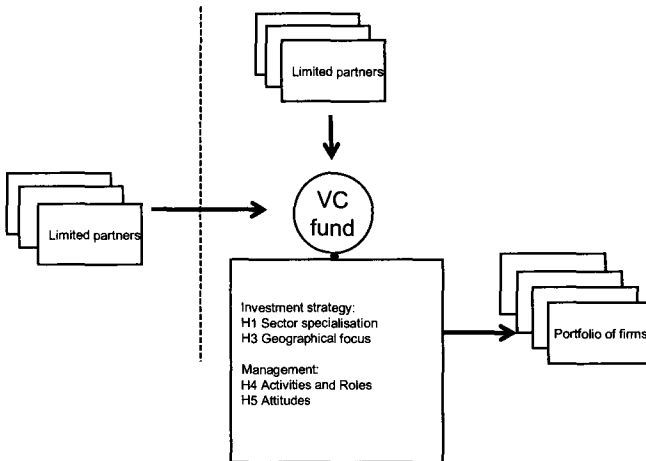 Limited partners
Limited partners
VC
fund
Investment strategy:
H1 Sector specialisation
H3 Geographical focus
Management:
H4 Activities and Roles
H5 Attitudes
Portfolio of firms